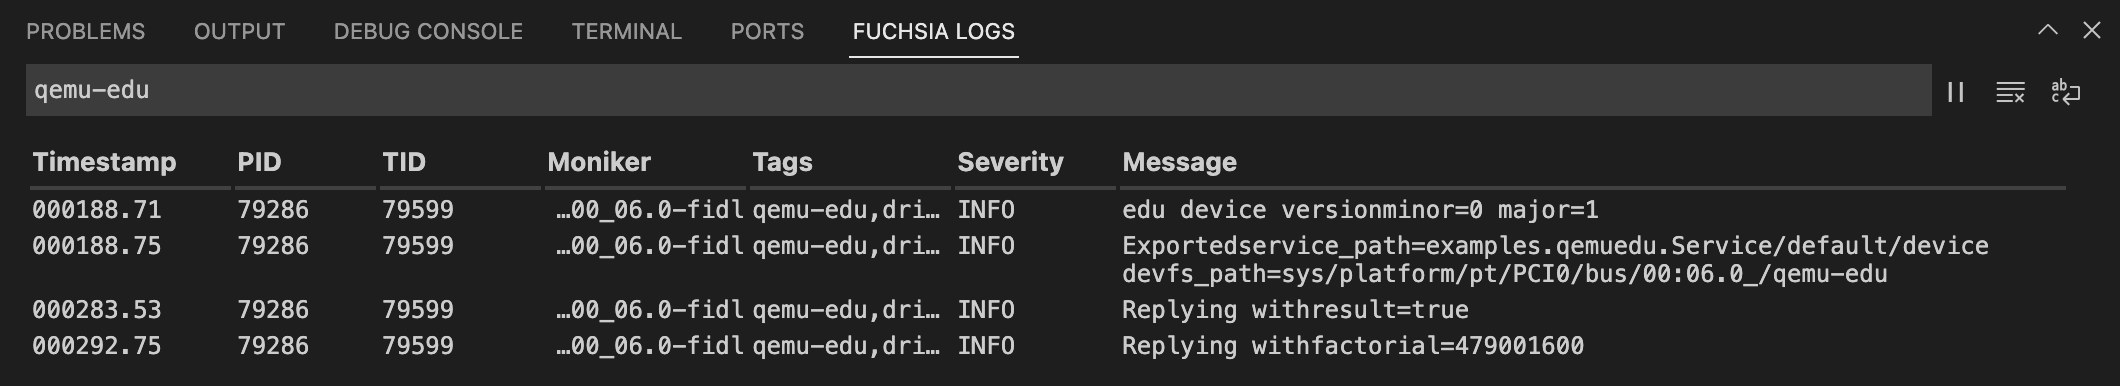 PROBLEMS OUTPUT DEBUG CONSOLE TERMINAL PORTS FUCHSIA LOGS
qemu-edu
Timestamp PID TID Moniker Tags Severity Message
000188.71 79286 79599 …00_06.0-fidl qemu-edu,dri… INFO edu device versionminor=0 major=1
000188.75 79286 79599 …00_06.0-fidl qemu-edu,dri… INFO Exportedservice_path=examples.qemuedu.Service/default/device
devfs_path=sys/platform/pt/PCI0/bus/00:06.0_/qemu-edu
000283.53 79286 79599 …00_06.0-fidl qemu-edu,dri… INFO Replying withresult=true
000292.75 79286 79599 …00_06.0-fidl qemu-edu,dri… INFO Replying withfactorial=479001600